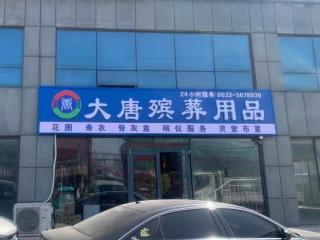 24小时服务:0633-5678930
唐 大唐殡葬用品
花圈 寿衣 骨灰盒 殡仪服务 灵堂布置